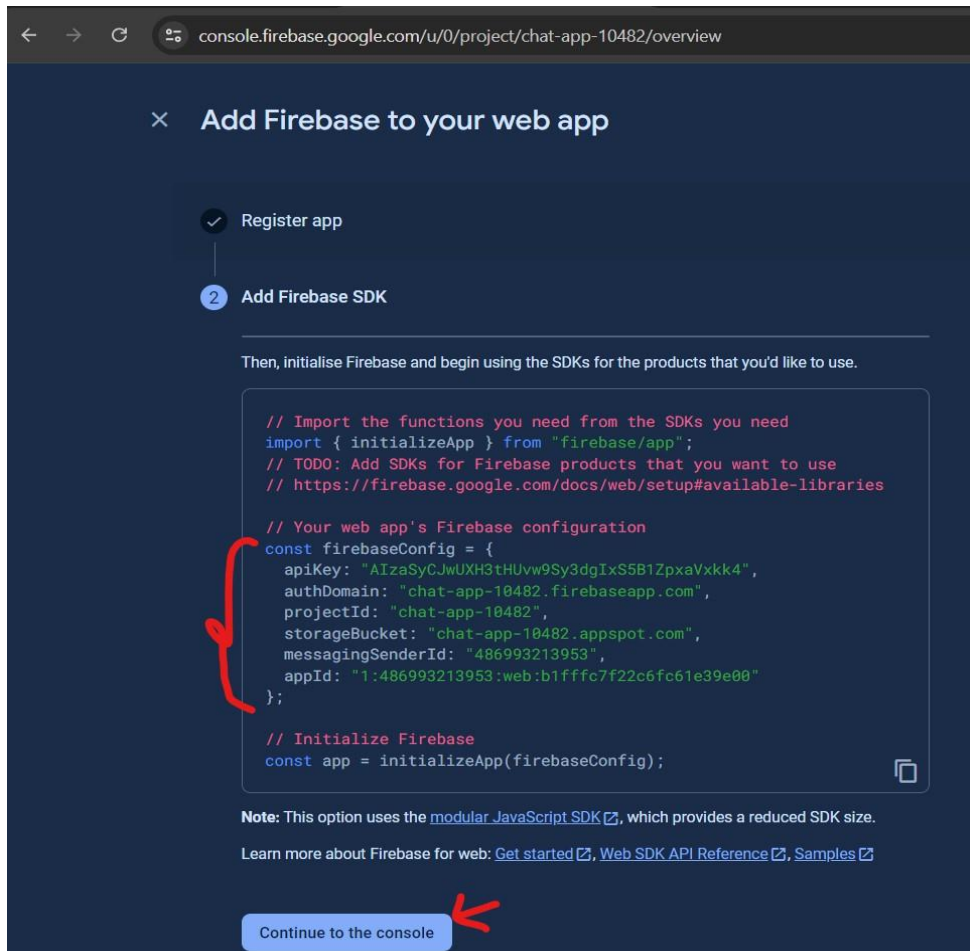 console.firebase.google.com/u/0/project/chat-app-10482/overview
Add Firebase to your web app
Register app
2 Add Firebase SDK
Then, initialise Firebase and begin using the SDKs for the products that you'd like to use.
// Import the functions you need from the SDKs you need
import { initializeApp } from "firebase/app";
// TODO: Add SDKs for Firebase products that you want to use
// https://firebase.google.com/docs/web/setup#available-libraries
// Your web app's Firebase configuration
const firebaseConfig = {
apiKey: "AIzaSyCJwUXH3tHUvw9Sy3dgIxS5B1ZpxaVxkk4",
authDomain: "chat-app-10482.firebaseapp.com",
projectId: "chat-app-10482",
storageBucket: "chat-app-10482.appspot.com",
messagingSenderId: "486993213953",
appId: "1:486993213953:web:b1fffc7f22c6fc61e39e00"
};
// Initialize Firebase
const app = initializeApp(firebaseConfig);
Note: This option uses the modular JavaScript SDK, which provides a reduced SDK size.
Learn more about Firebase for web: Get started, Web SDK API Reference, Samples
Continue to the console